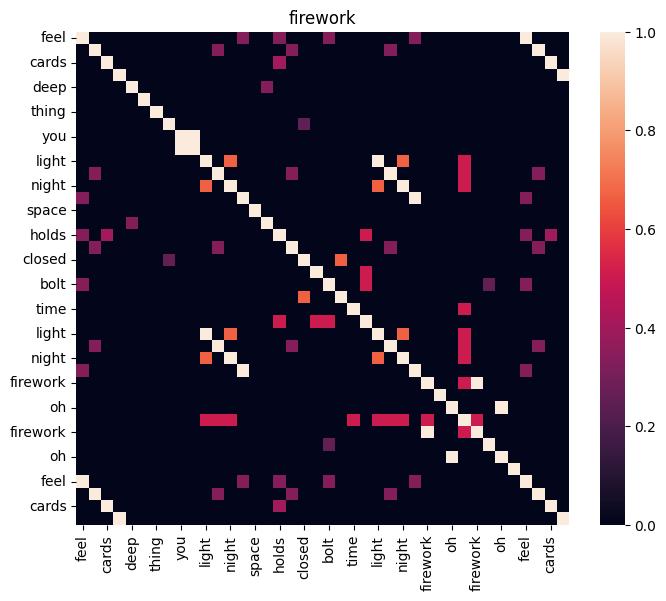 firework
feel
cards
deep
thing
you
light
night
space
holds
closed
bolt
time
light
night
firework
oh
firework
oh
feel
cards
1.0
0.8
0.6
0.4
0.2
0.0
feel
cards
deep
thing
you
light
night
space
holds
closed
bolt
time
light
night
firework
oh
firework
oh
feel
cards